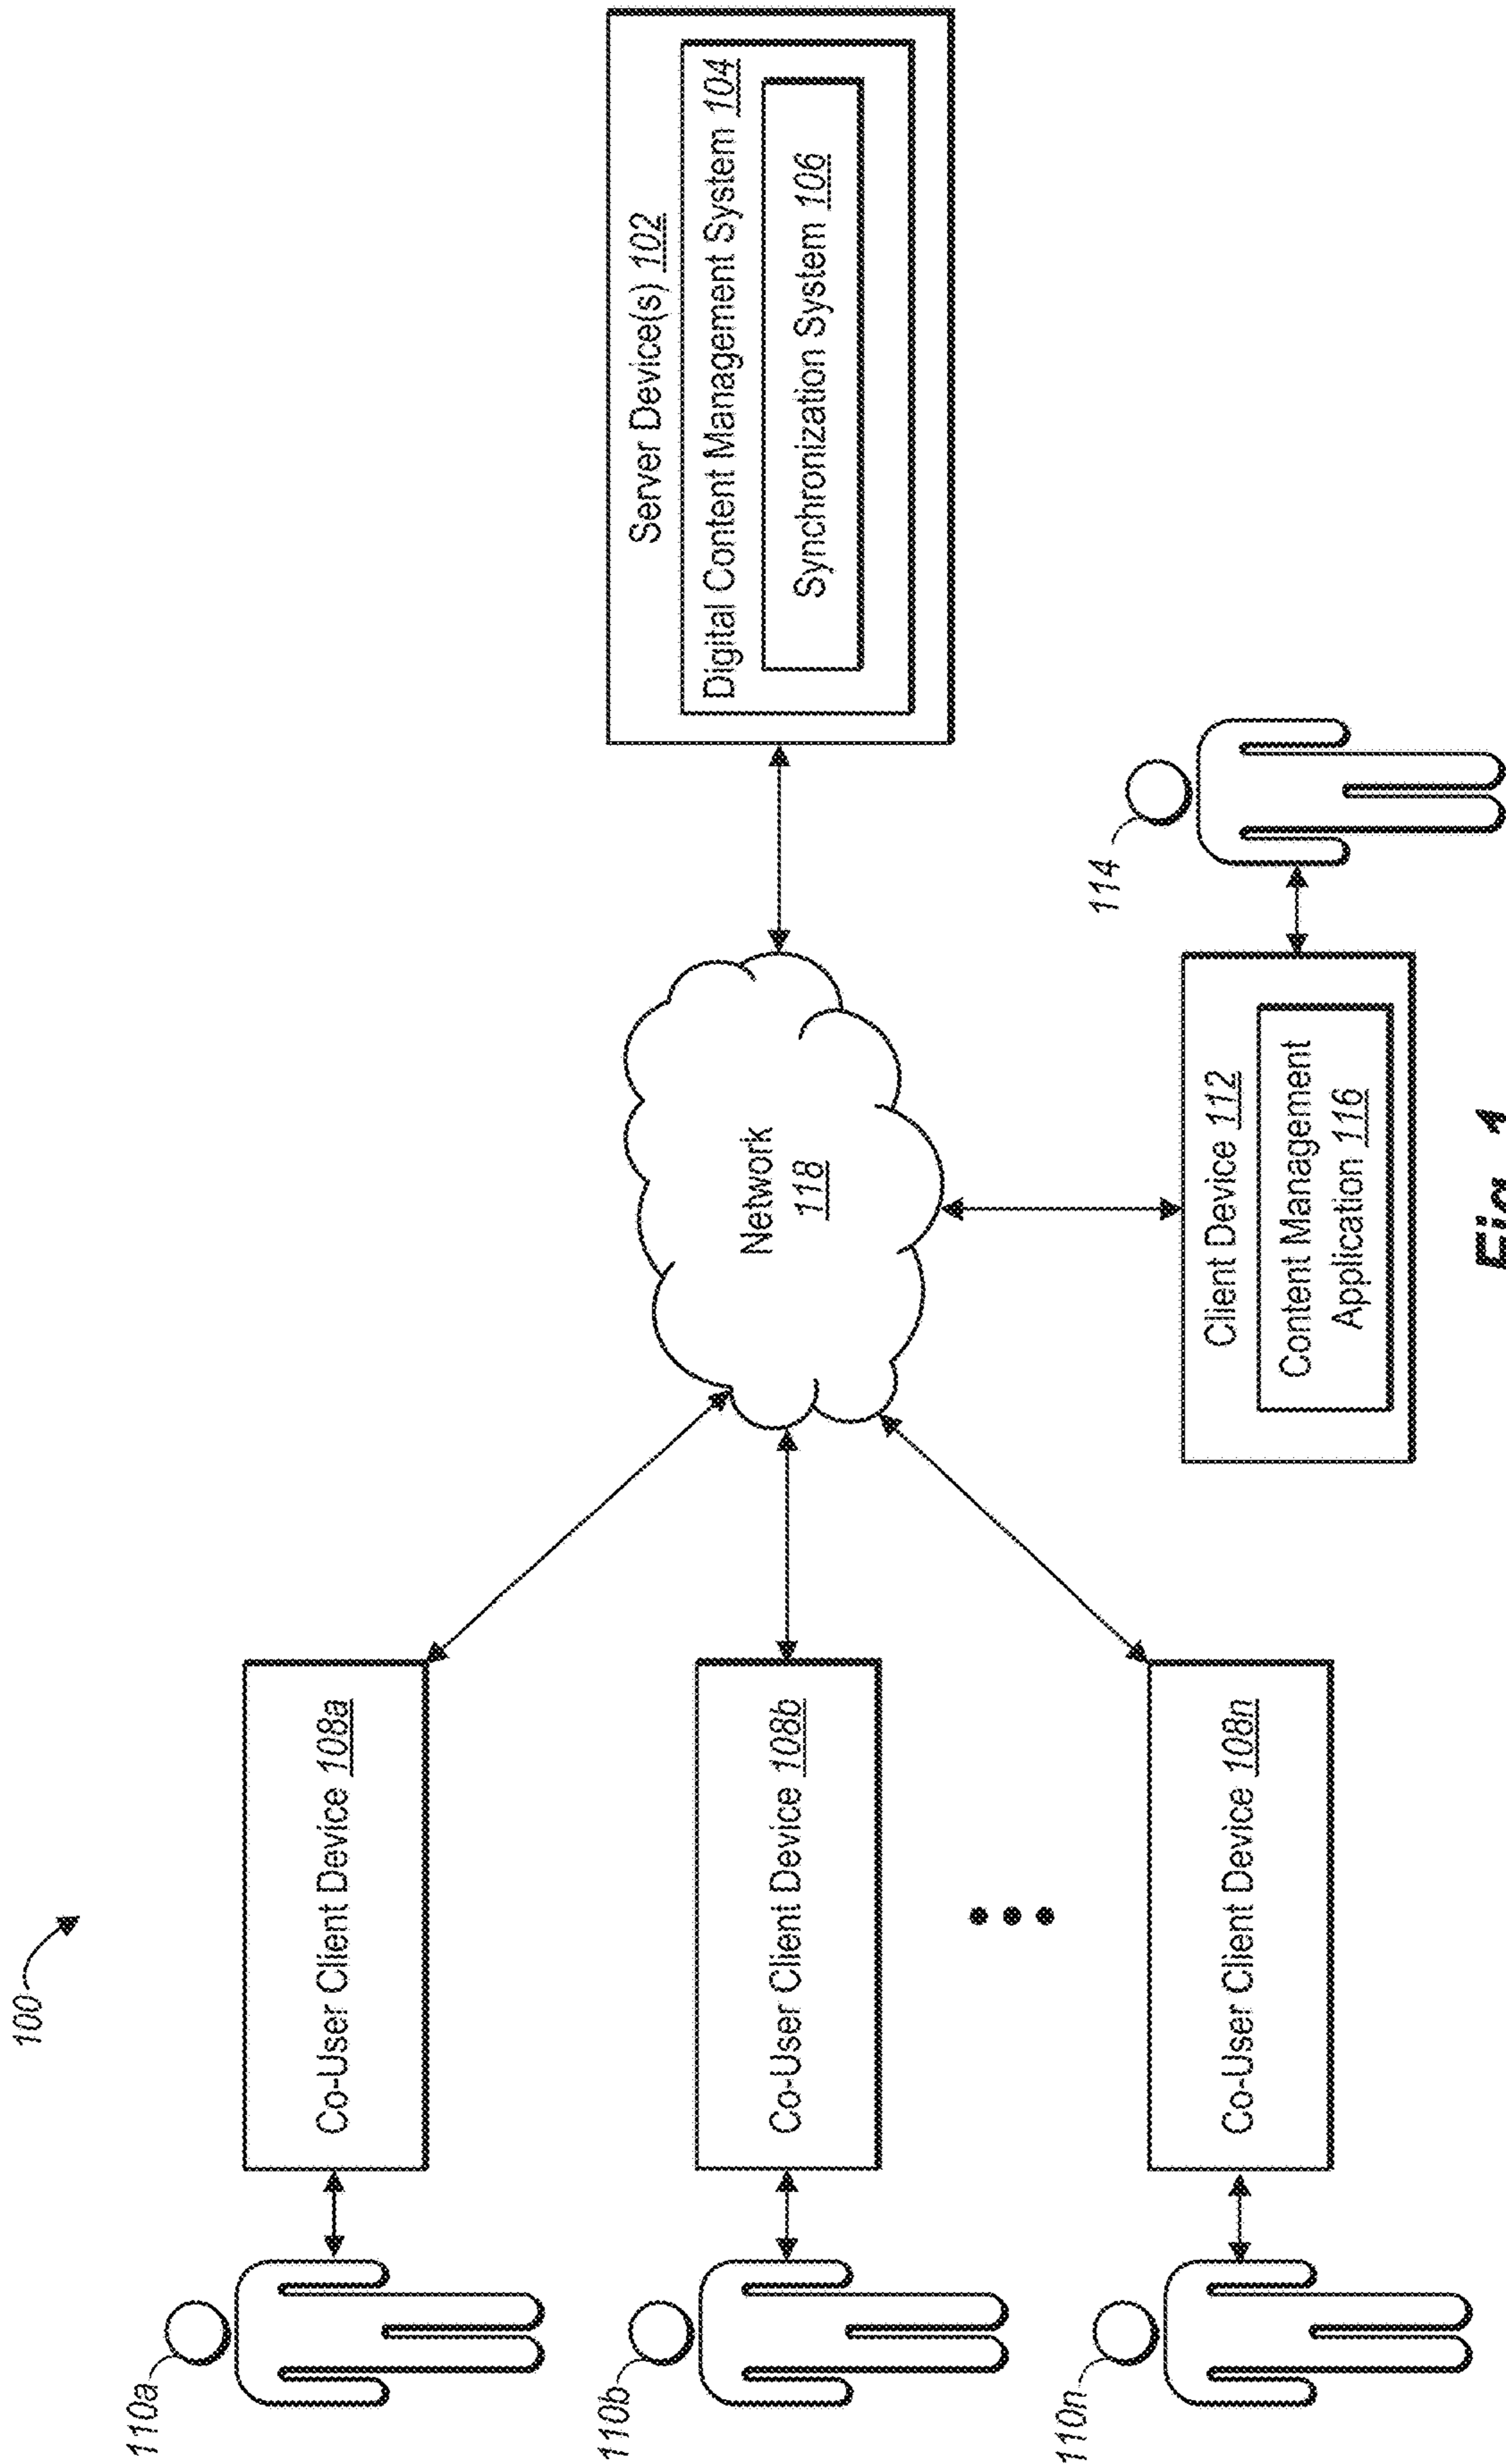 100
110a
Co-User Client Device 108a
110b
Co-User Client Device 108b
110n
Co-User Client Device 108n
Network
118
Server Device(s) 102
Digital Content Management System 104
Synchronization System 106
114
Client Device 112
Content Management
Application 116
Fig. 1